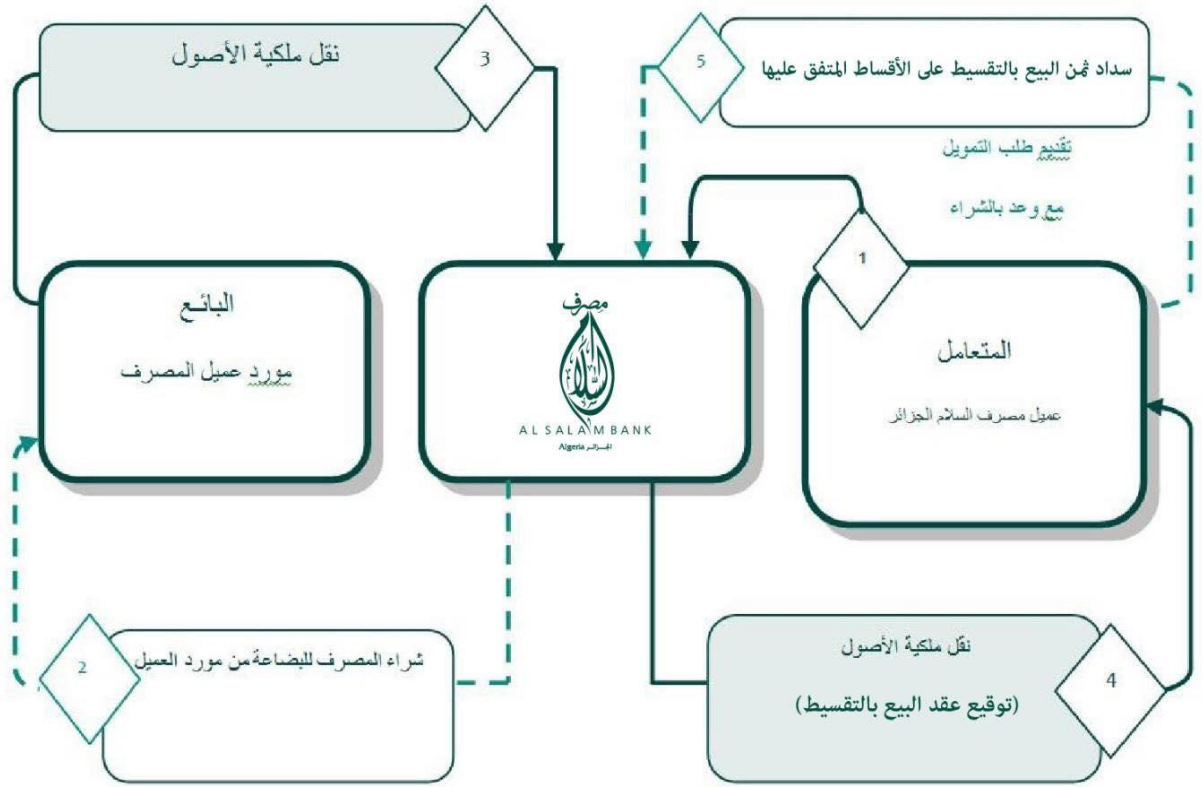 نقل ملكية الأصول
3
5
سداد ثمن البيع بالتقسيط على الأقساط المتفق عليها
تقديم طلب التمويل
مع وعد بالشراء
1
البائع
مورد عميل المصرف
مصرف
السلام
AL SALAM BANK
Algeria الجزائر
المتعامل
عميل مصرف السلام الجزائر
2
شراء المصرف للبضاعة من مورد العميل
نقل ملكية الأصول
(توقيع عقد البيع بالتقسيط)
4